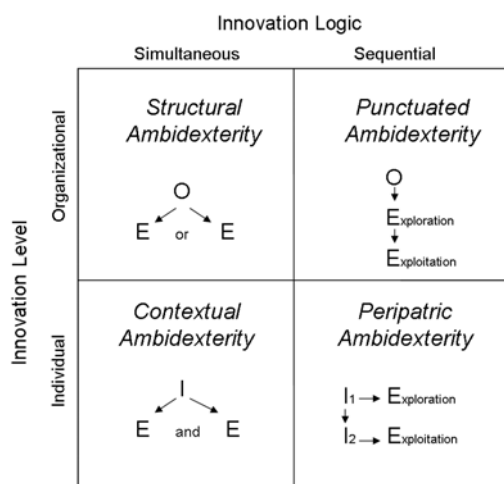 Innovation Logic
Simultaneous
Sequential
Innovation Level
Organizational
Structural
Ambidexterity
O
E or E
Punctuated
Ambidexterity
O
Exploration
Exploitation
Individual
Contextual
Ambidexterity
I
E and E
Peripatric
Ambidexterity
I1 Exploration
I2 Exploitation